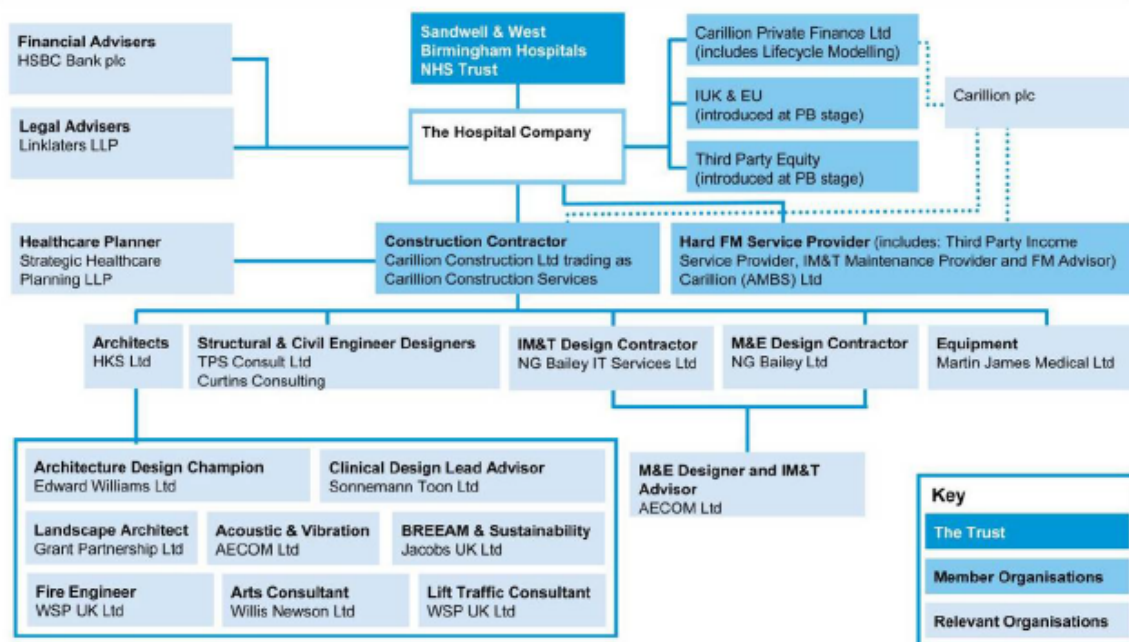 Financial Advisers
HSBC Bank plc
Sandwell & West
Birmingham Hospitals
NHS Trust
Carillion Private Finance Ltd
(includes Lifecycle Modelling)
Carillion plc
Legal Advisers
Linklaters LLP
The Hospital Company
IUK & EU
(introduced at PB stage)
Third Party Equity
(introduced at PB stage)
Healthcare Planner
Strategic Healthcare
Planning LLP
Construction Contractor
Carillion Construction Ltd trading as
Carillion Construction Services
Hard FM Service Provider (includes: Third Party Income
Service Provider, IM&T Maintenance Provider and FM Advisor)
Carillion (AMBS) Ltd
Architects
HKS Ltd
Structural & Civil Engineer Designers
TPS Consult Ltd
Curtins Consulting
IM&T Design Contractor
NG Bailey IT Services Ltd
M&E Design Contractor
NG Bailey Ltd
Equipment
Martin James Medical Ltd
Architecture Design Champion
Edward Williams Ltd
Clinical Design Lead Advisor
Sonnemann Toon Ltd
M&E Designer and IM&T
Advisor
AECOM Ltd
Landscape Architect
Grant Partnership Ltd
Acoustic & Vibration
AECOM Ltd
BREEAM & Sustainability
Jacobs UK Ltd
Fire Engineer
WSP UK Ltd
Arts Consultant
Willis Newson Ltd
Lift Traffic Consultant
WSP UK Ltd
Key
The Trust
Member Organisations
Relevant Organisations